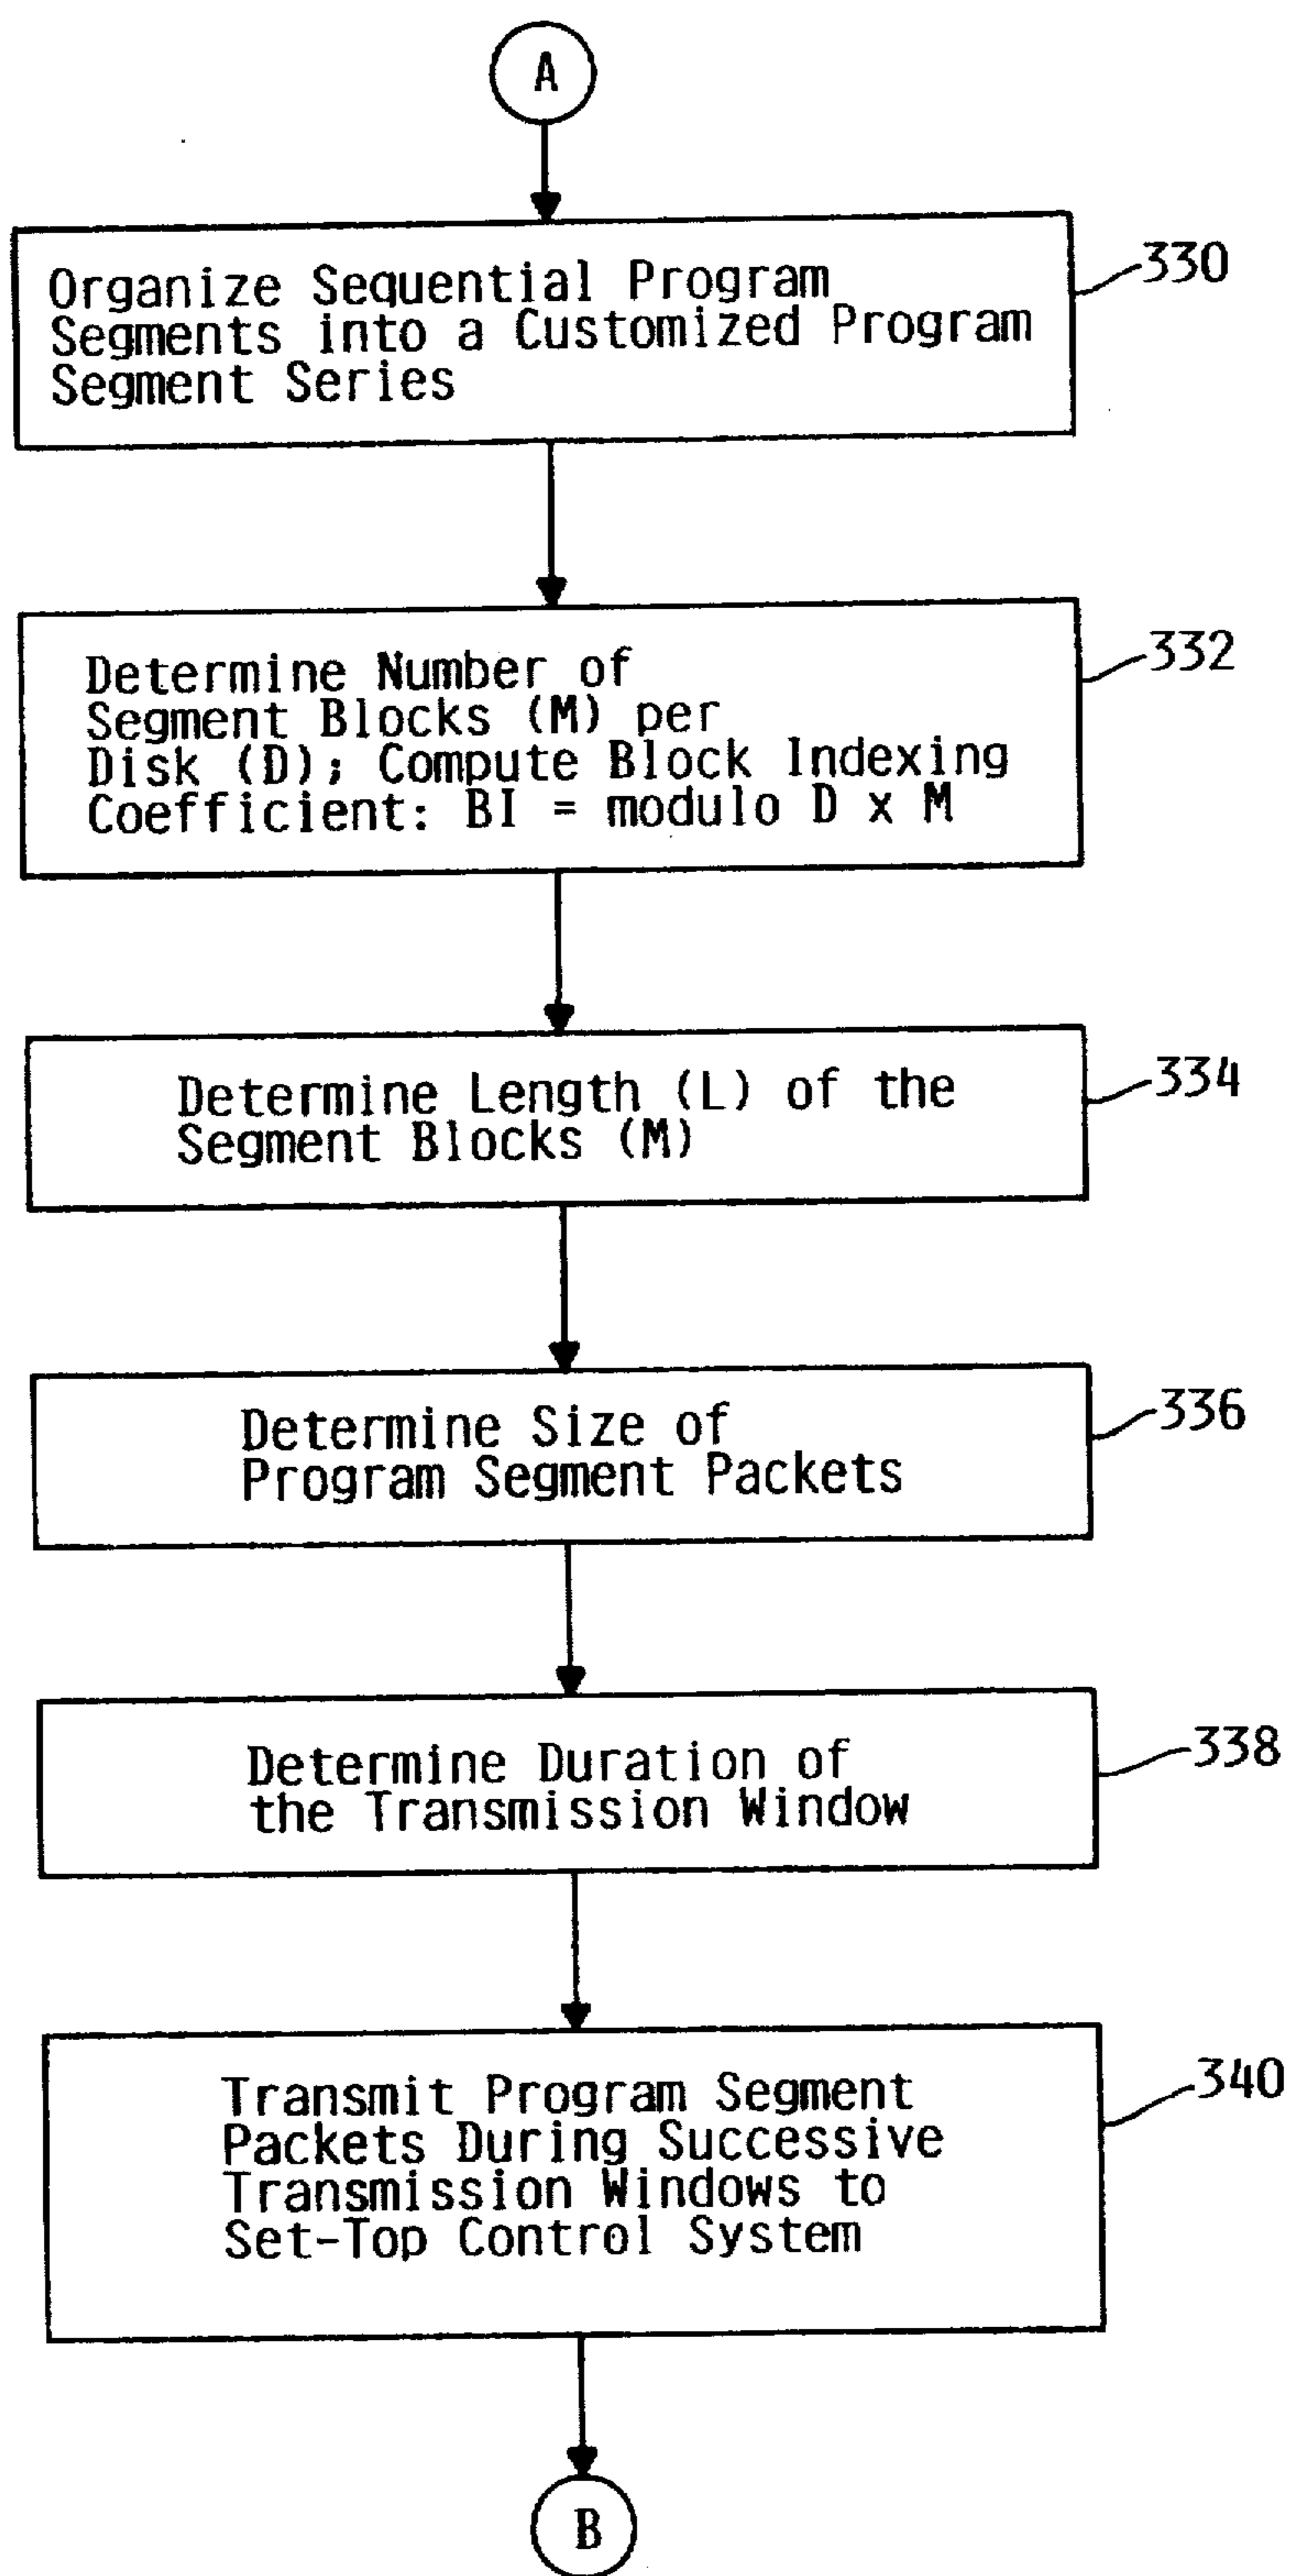 A
Organize Sequential Program
Segments into a Customized Program
Segment Series
330
Determine Number of
Segment Blocks (M) per
Disk (D); Compute Block Indexing
Coefficient: BI = modulo D x M
332
Determine Length (L) of the
Segment Blocks (M)
334
Determine Size of
Program Segment Packets
336
Determine Duration of
the Transmission Window
338
Transmit Program Segment
Packets During Successive
Transmission Windows to
Set-Top Control System
340
B